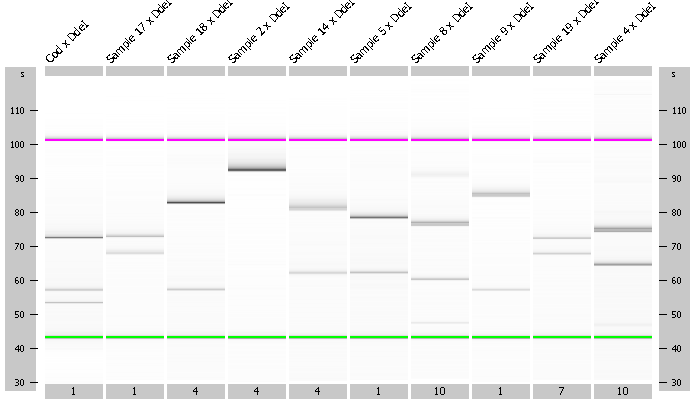 Cod x DdeI
Sample 17 x DdeI
Sample 18 x DdeI
Sample 2 x DdeI
Sample 14 x DdeI
Sample 5 x DdeI
Sample 8 x DdeI
Sample 9 x DdeI
Sample 19 x DdeI
Sample 4 x DdeI
s s
110 110
100 100
90 90
80 80
70 70
60 60
50 50
40 40
30 30
1 1 4 4 4 1 10 1 7 10